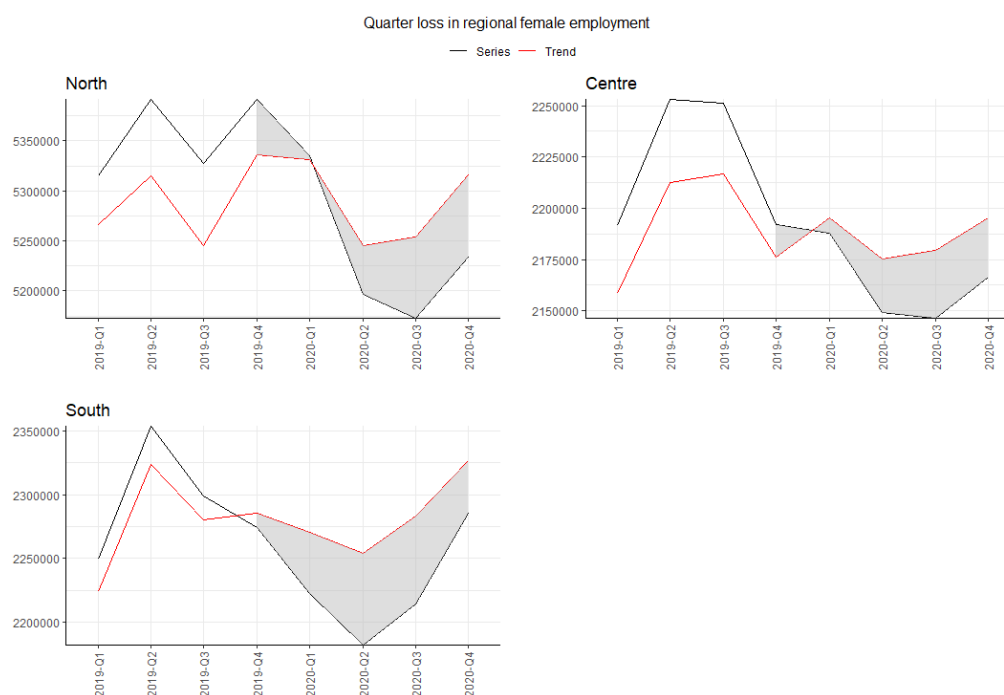 Quarter loss in regional female employment
Series Trend
North
5350000
5300000
5250000
5200000
2019-Q1 2019-Q2 2019-Q3 2019-Q4 2020-Q1 2020-Q2 2020-Q3 2020-Q4
Centre
2250000
2225000
2200000
2175000
2150000
2019-Q1 2019-Q2 2019-Q3 2019-Q4 2020-Q1 2020-Q2 2020-Q3 2020-Q4
South
2350000
2300000
2250000
2200000
2019-Q1 2019-Q2 2019-Q3 2019-Q4 2020-Q1 2020-Q2 2020-Q3 2020-Q4